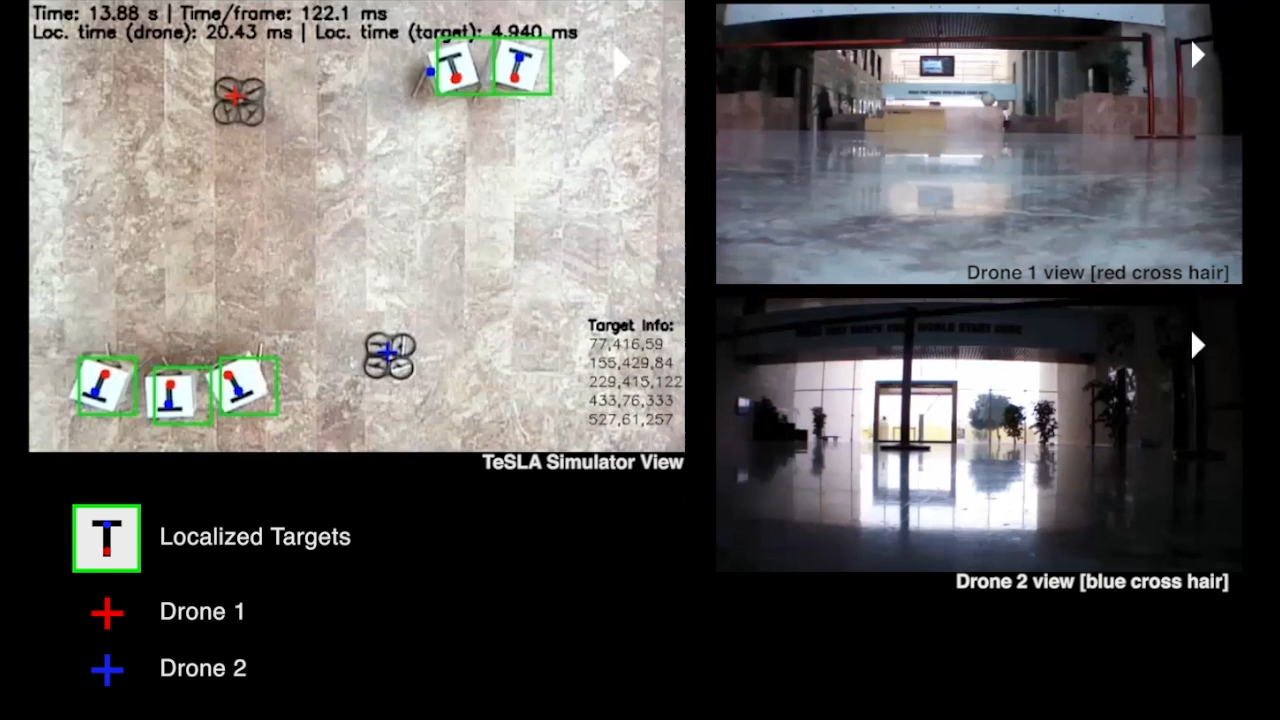 Time: 13.88 s | Time/frame: 122.1 ms
Loc. time (drone): 20.43 ms | Loc. time (target): 4.940 ms
T
T
Target Info:
77,416,59
155,429,84
229,415,122
433,76,333
527,61,257
T
T
T
TeSLA Simulator View
Drone 1 view [red cross hair]
Drone 2 view [blue cross hair]
T Localized Targets
Drone 1
Drone 2